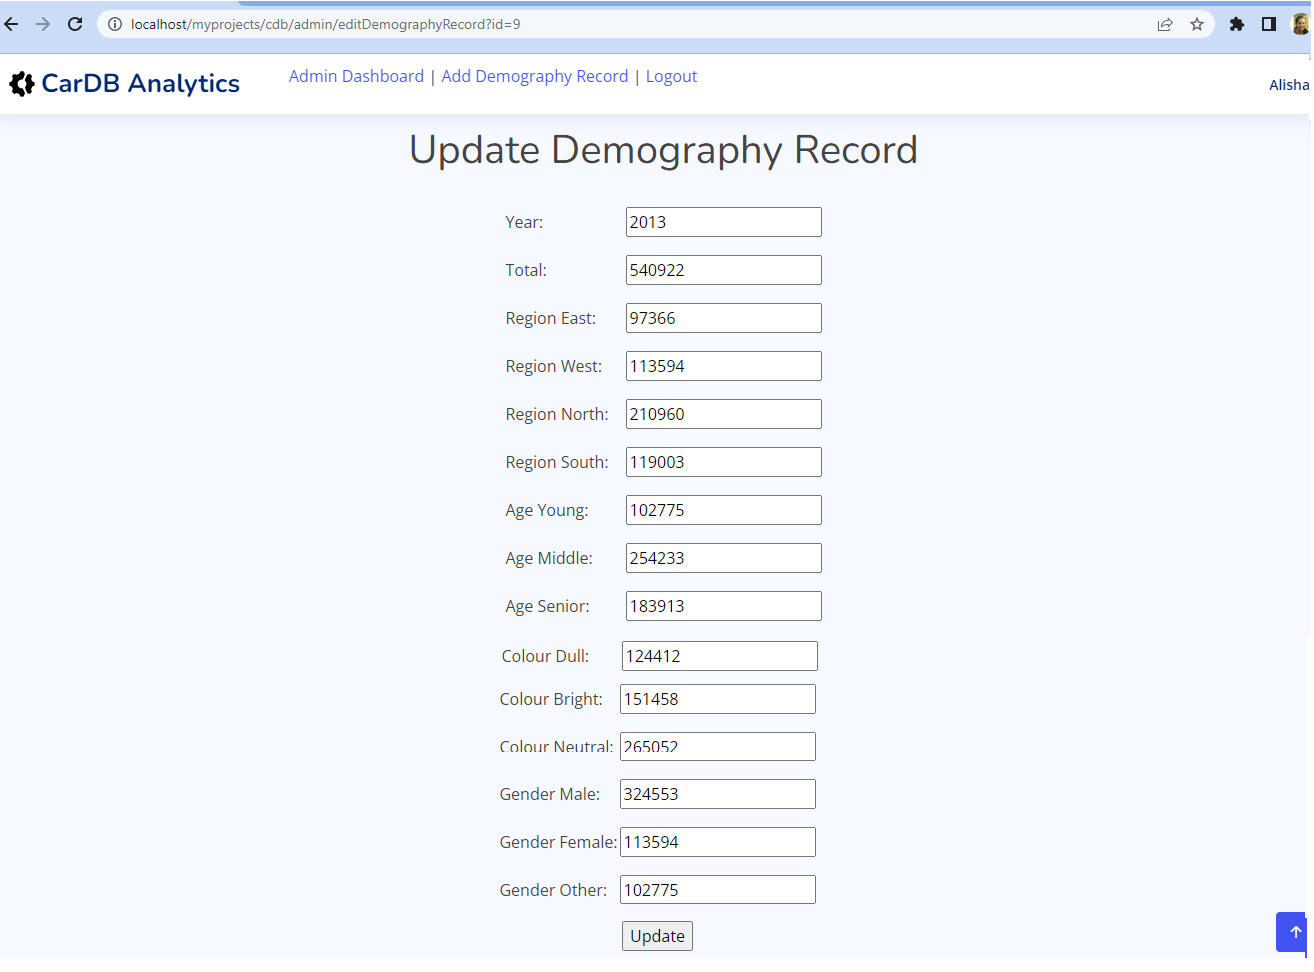 localhost/myprojects/cdb/admin/editDemographyRecord?id=9
CarDB Analytics
Admin Dashboard | Add Demography Record | Logout
Alisha
Update Demography Record
Year: 2013
Total: 540922
Region East: 97366
Region West: 113594
Region North: 210960
Region South: 119003
Age Young: 102775
Age Middle: 254233
Age Senior: 183913
Colour Dull: 124412
Colour Bright: 151458
Colour Neutral: 265052
Gender Male: 324553
Gender Female: 113594
Gender Other: 102775
Update